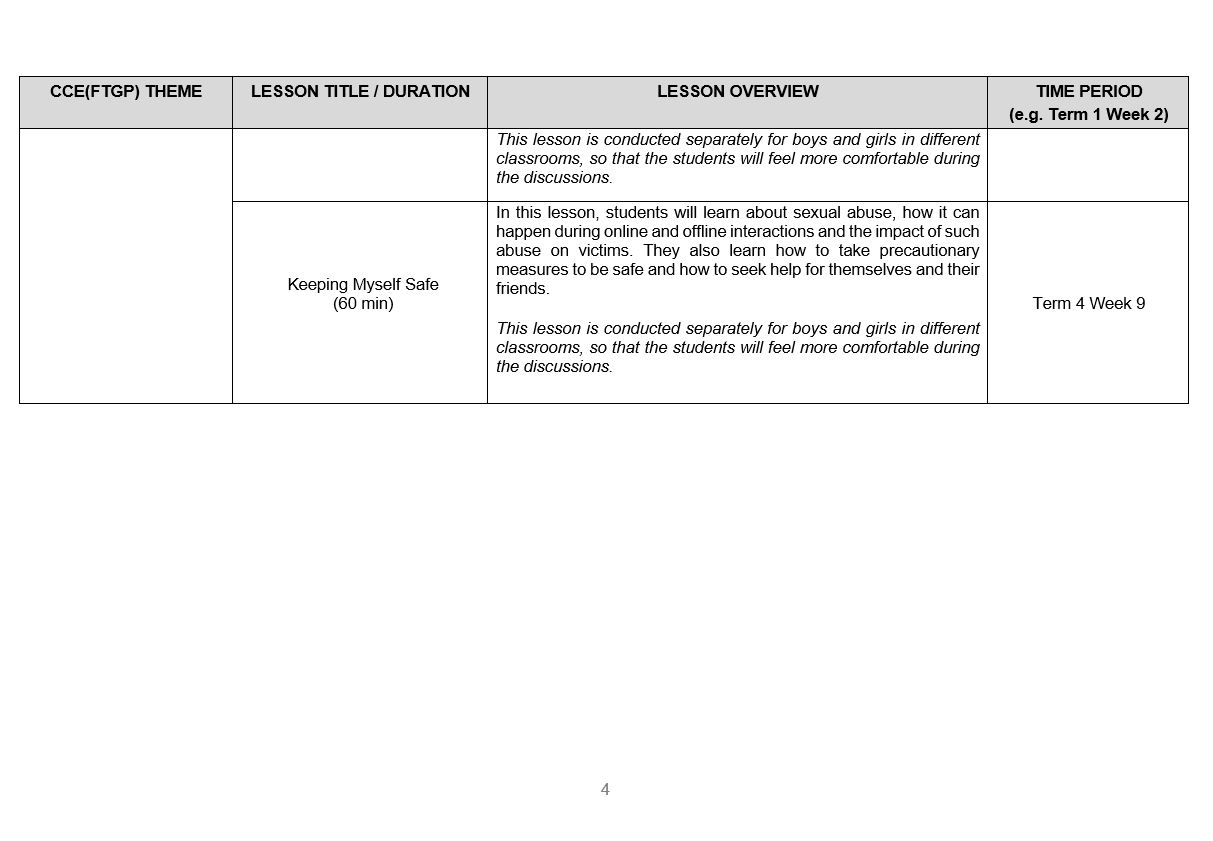 CCE(FTGP) THEME
LESSON TITLE / DURATION
LESSON OVERVIEW
TIME PERIOD
(e.g. Term 1 Week 2)
This lesson is conducted separately for boys and girls in different
classrooms, so that the students will feel more comfortable during
the discussions.
Keeping Myself Safe
(60 min)
In this lesson, students will learn about sexual abuse, how it can
happen during online and offline interactions and the impact of such
abuse on victims. They also learn how to take precautionary
measures to be safe and how to seek help for themselves and their
friends.
This lesson is conducted separately for boys and girls in different
classrooms, so that the students will feel more comfortable during
the discussions.
Term 4 Week 9
4